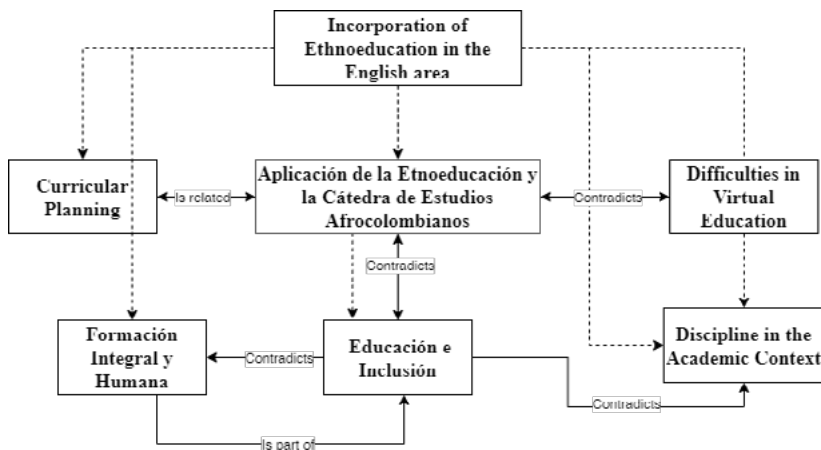 Incorporation of
Ethnoeducation in the
English area
Curricular
Planning
Is related
Aplicación de la Etnoeducación y
la Cátedra de Estudios
Afrocolombianos
Contradicts
Difficulties in
Virtual
Education
Contradicts
Formación
Integral y
Humana
Contradicts
Educación e
Inclusión
Discipline in the
Academic Context
Contradicts
Is part of